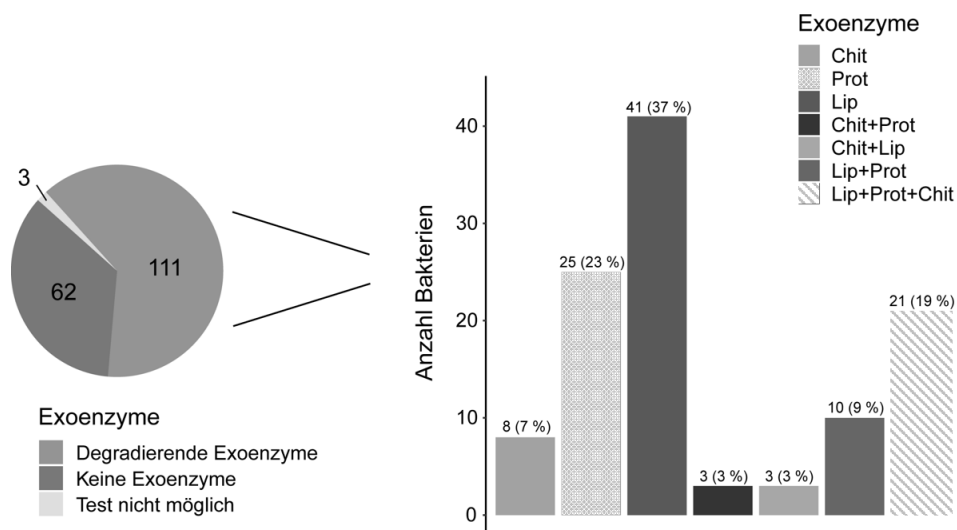 3
111
62
Exoenzyme
Degradierende Exoenzyme
Keine Exoenzyme
Test nicht möglich
Exoenzyme
Chit
Prot
Lip
Chit+Prot
Chit+Lip
Lip+Prot
Lip+Prot+Chit
Anzahl Bakterien
40
30
20
10
0
8 (7 %)
25 (23 %)
41 (37 %)
3 (3 %)
3 (3 %)
10 (9 %)
21 (19 %)